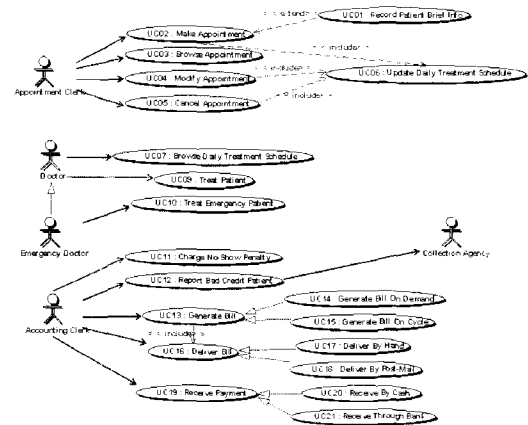 < < extend> >
UC01 : Record Patient Brief Info
UC02 : Make Appointment
< < include> >
UC03 : Browse Appointment
< < include> >
UC04 : Modify Appointment
UC06 : Update Daily Treatment Schedule
Appointment Clerk
< < include> >
UC05 : Cancel Appointment
UC07 : Browse Daily Treatment Schedule
Doctor
UC09 : Treat Patient
UC10 : Treat Emergency Patient
Emergency Doctor
Collection Agency
UC11 : Charge No-Show Penalty
UC12 : Report Bad Credit Patient
UC14 : Generate Bill On Demand
UC13 : Generate Bill
UC15 : Generate Bill On Cycle
Accounting Clerk
< < include> >
UC17 : Deliver By Hand
UC16 : Deliver Bill
UC18 : Deliver By Post-Mail
UC19 : Receive Payment
UC20 : Receive By Cash
UC21 : Receive Through Bank